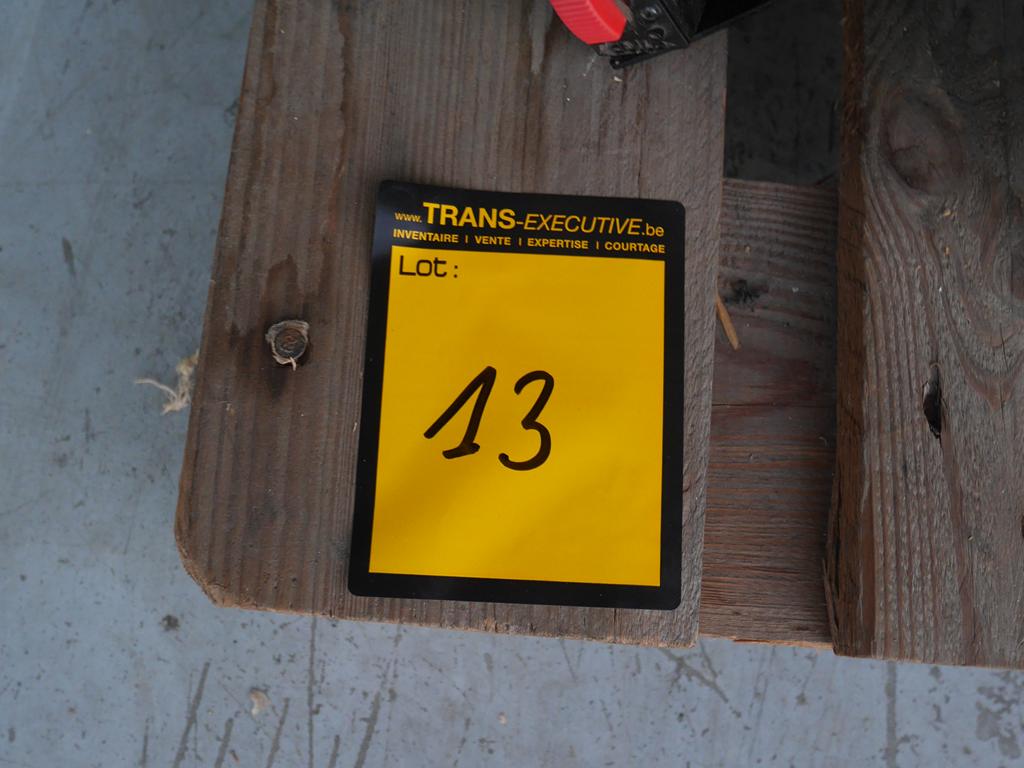 www.TRANS-EXECUTIVE.be
INVENTAIRE | VENTE | EXPERTISE | COURTAGE
Lot:
13